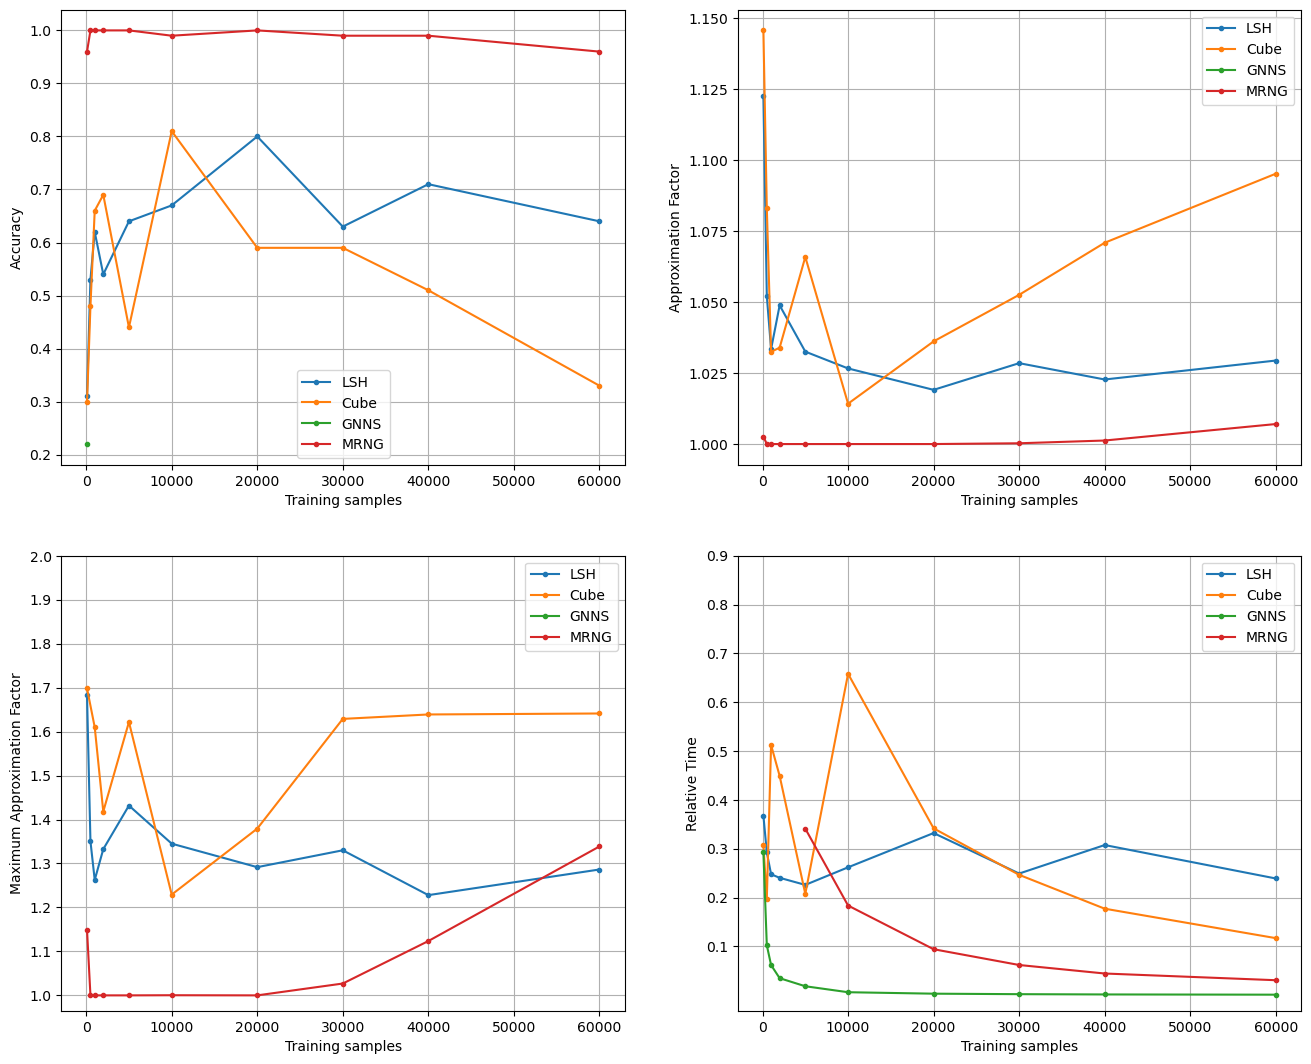 1.0
0.9
0.8
0.7
0.6
0.5
0.4
0.3
0.2
Accuracy
LSH
Cube
GNNS
MRNG
0 10000 20000 30000 40000 50000 60000
Training samples
1.150
1.125
1.100
1.075
1.050
1.025
1.000
Approximation Factor
LSH
Cube
GNNS
MRNG
0 10000 20000 30000 40000 50000 60000
Training samples
2.0
1.9
1.8
1.7
1.6
1.5
1.4
1.3
1.2
1.1
1.0
Maximum Approximation Factor
LSH
Cube
GNNS
MRNG
0 10000 20000 30000 40000 50000 60000
Training samples
0.9
0.8
0.7
0.6
0.5
0.4
0.3
0.2
0.1
Relative Time
LSH
Cube
GNNS
MRNG
0 10000 20000 30000 40000 50000 60000
Training samples